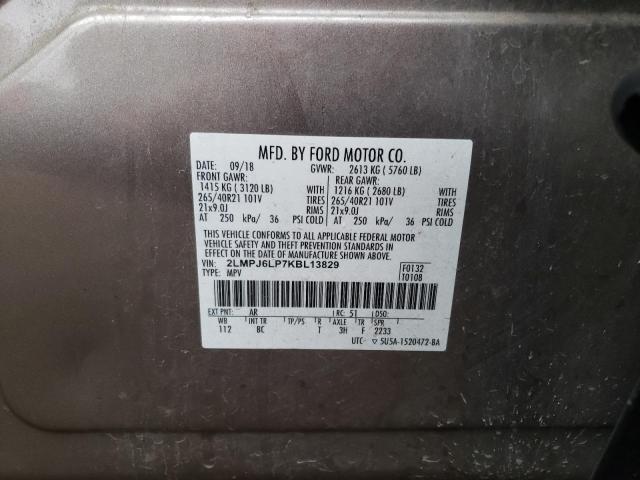 MFD. BY FORD MOTOR CO.
DATE: 09/18 GVWR: 2613 KG ( 5760 LB)
FRONT GAWR: REAR GAWR:
1415 KG ( 3120 LB) WITH 1216 KG ( 2680 LB) WITH
265/40R21 101V TIRES 265/40R21 101V TIRES
21x9.0J RIMS 21x9.0J RIMS
AT 250 kPa/ 36 PSI COLD AT 250 kPa/ 36 PSI COLD
THIS VEHICLE CONFORMS TO ALL APPLICABLE FEDERAL MOTOR
VEHICLE SAFETY AND THEFT PREVENTION STANDARDS IN
EFFECT ON THE DATE OF MANUFACTURE SHOWN ABOVE.
VIN: 2LMPJ6LP7KBL13829 F0132
TYPE: MPV T0108
EXT PNT: AR RC: 51 DSO:
WB INT TR TP/PS R AXLE TR SPR
112 BC T 3H F 2233
UTC- ▽ 5U5A-1520472-BA